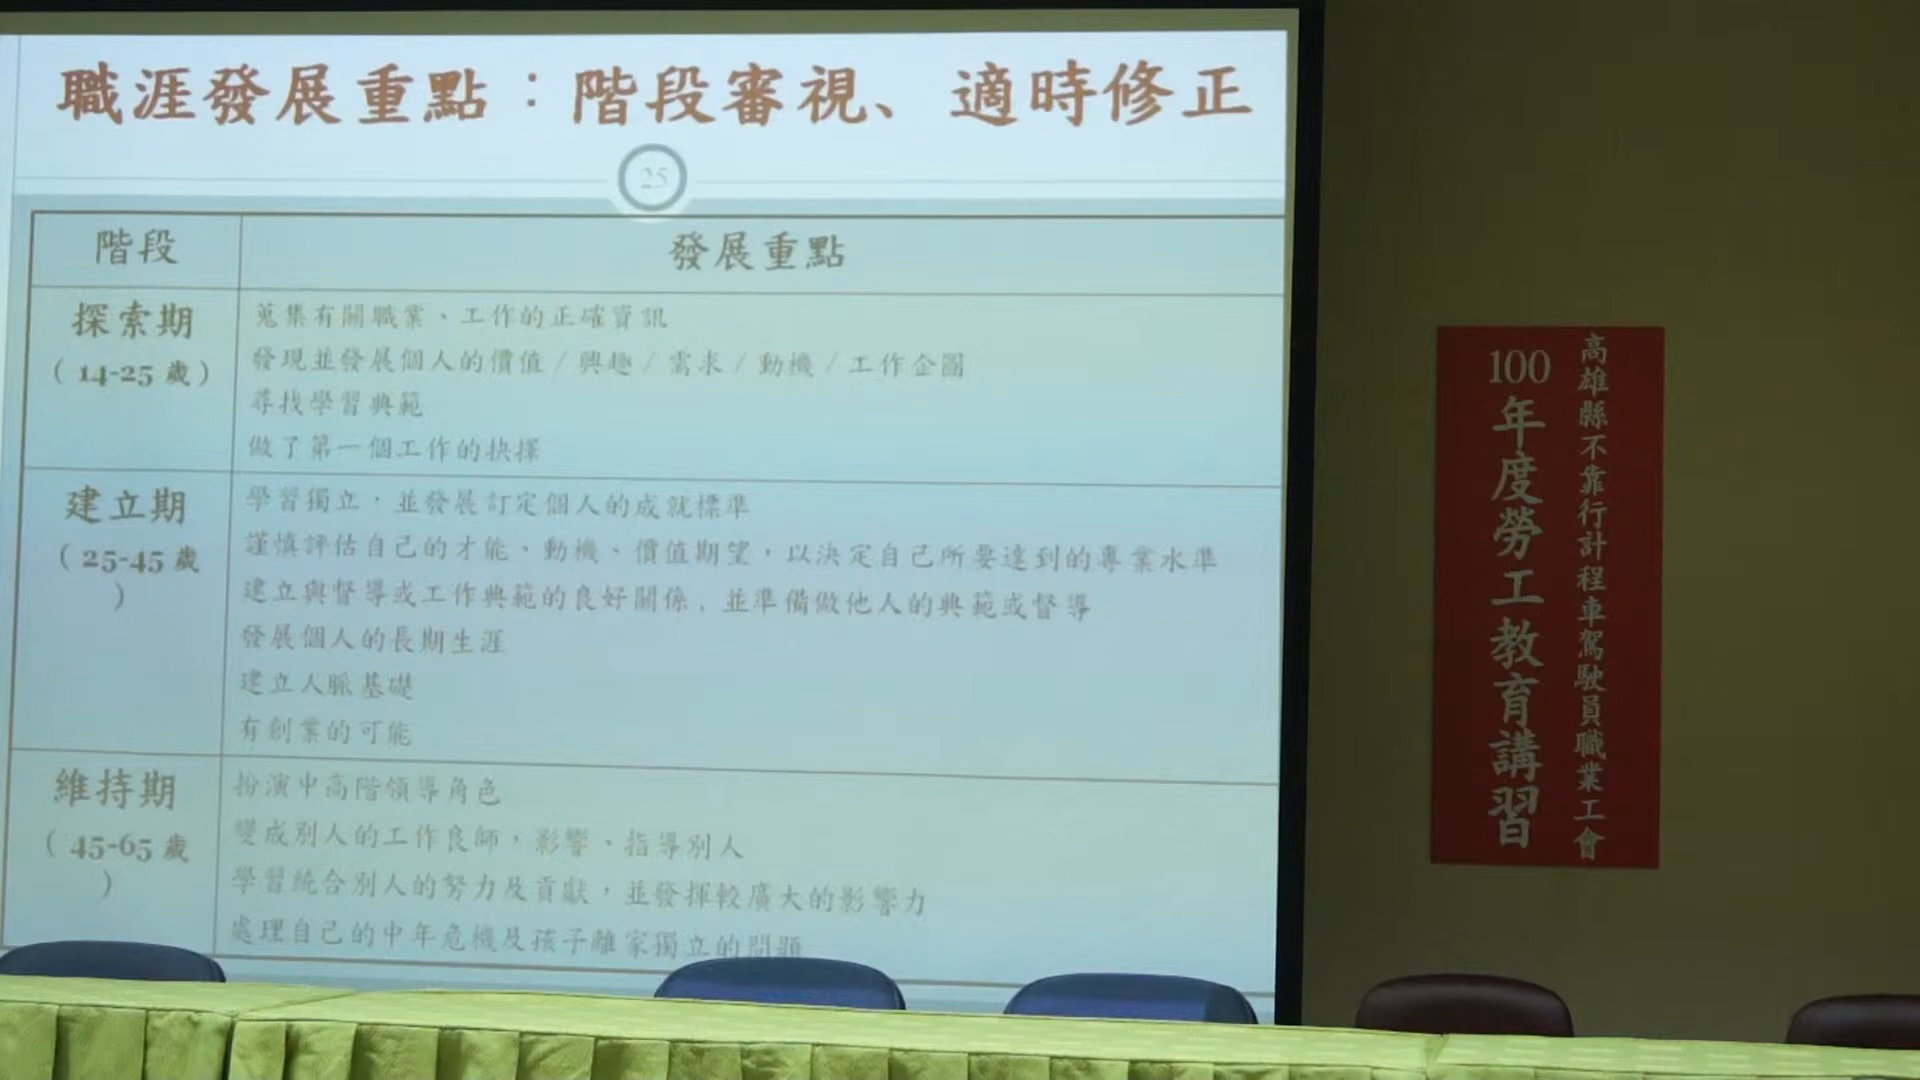 職涯發展重點：階段審視、適時修正
25
階段
發展重點
探索期
（14-25 歲）
蒐集有關職業、工作的正確資訊
發現並發展個人的價值／興趣／需求／動機／工作企圖
尋找學習典範
做了第一個工作的抉擇
建立期
（25-45 歲
）
學習獨立，並發展訂定個人的成就標準
謹慎評估自己的才能、動機、價值期望，以決定自己所要達到的專業水準
建立與督導或工作典範的良好關係，並準備做他人的典範或督導
發展個人的長期生涯
建立人脈基礎
有創業的可能
維持期
（45-65 歲
）
扮演中高階領導角色
變成別人的工作良師，影響、指導別人
學習統合別人的努力及貢獻，並發揮較廣大的影響力
處理自己的中年危機及孩子離家獨立的問題
高雄縣不靠行計程車駕駛員職業工會
100年度勞工教育講習